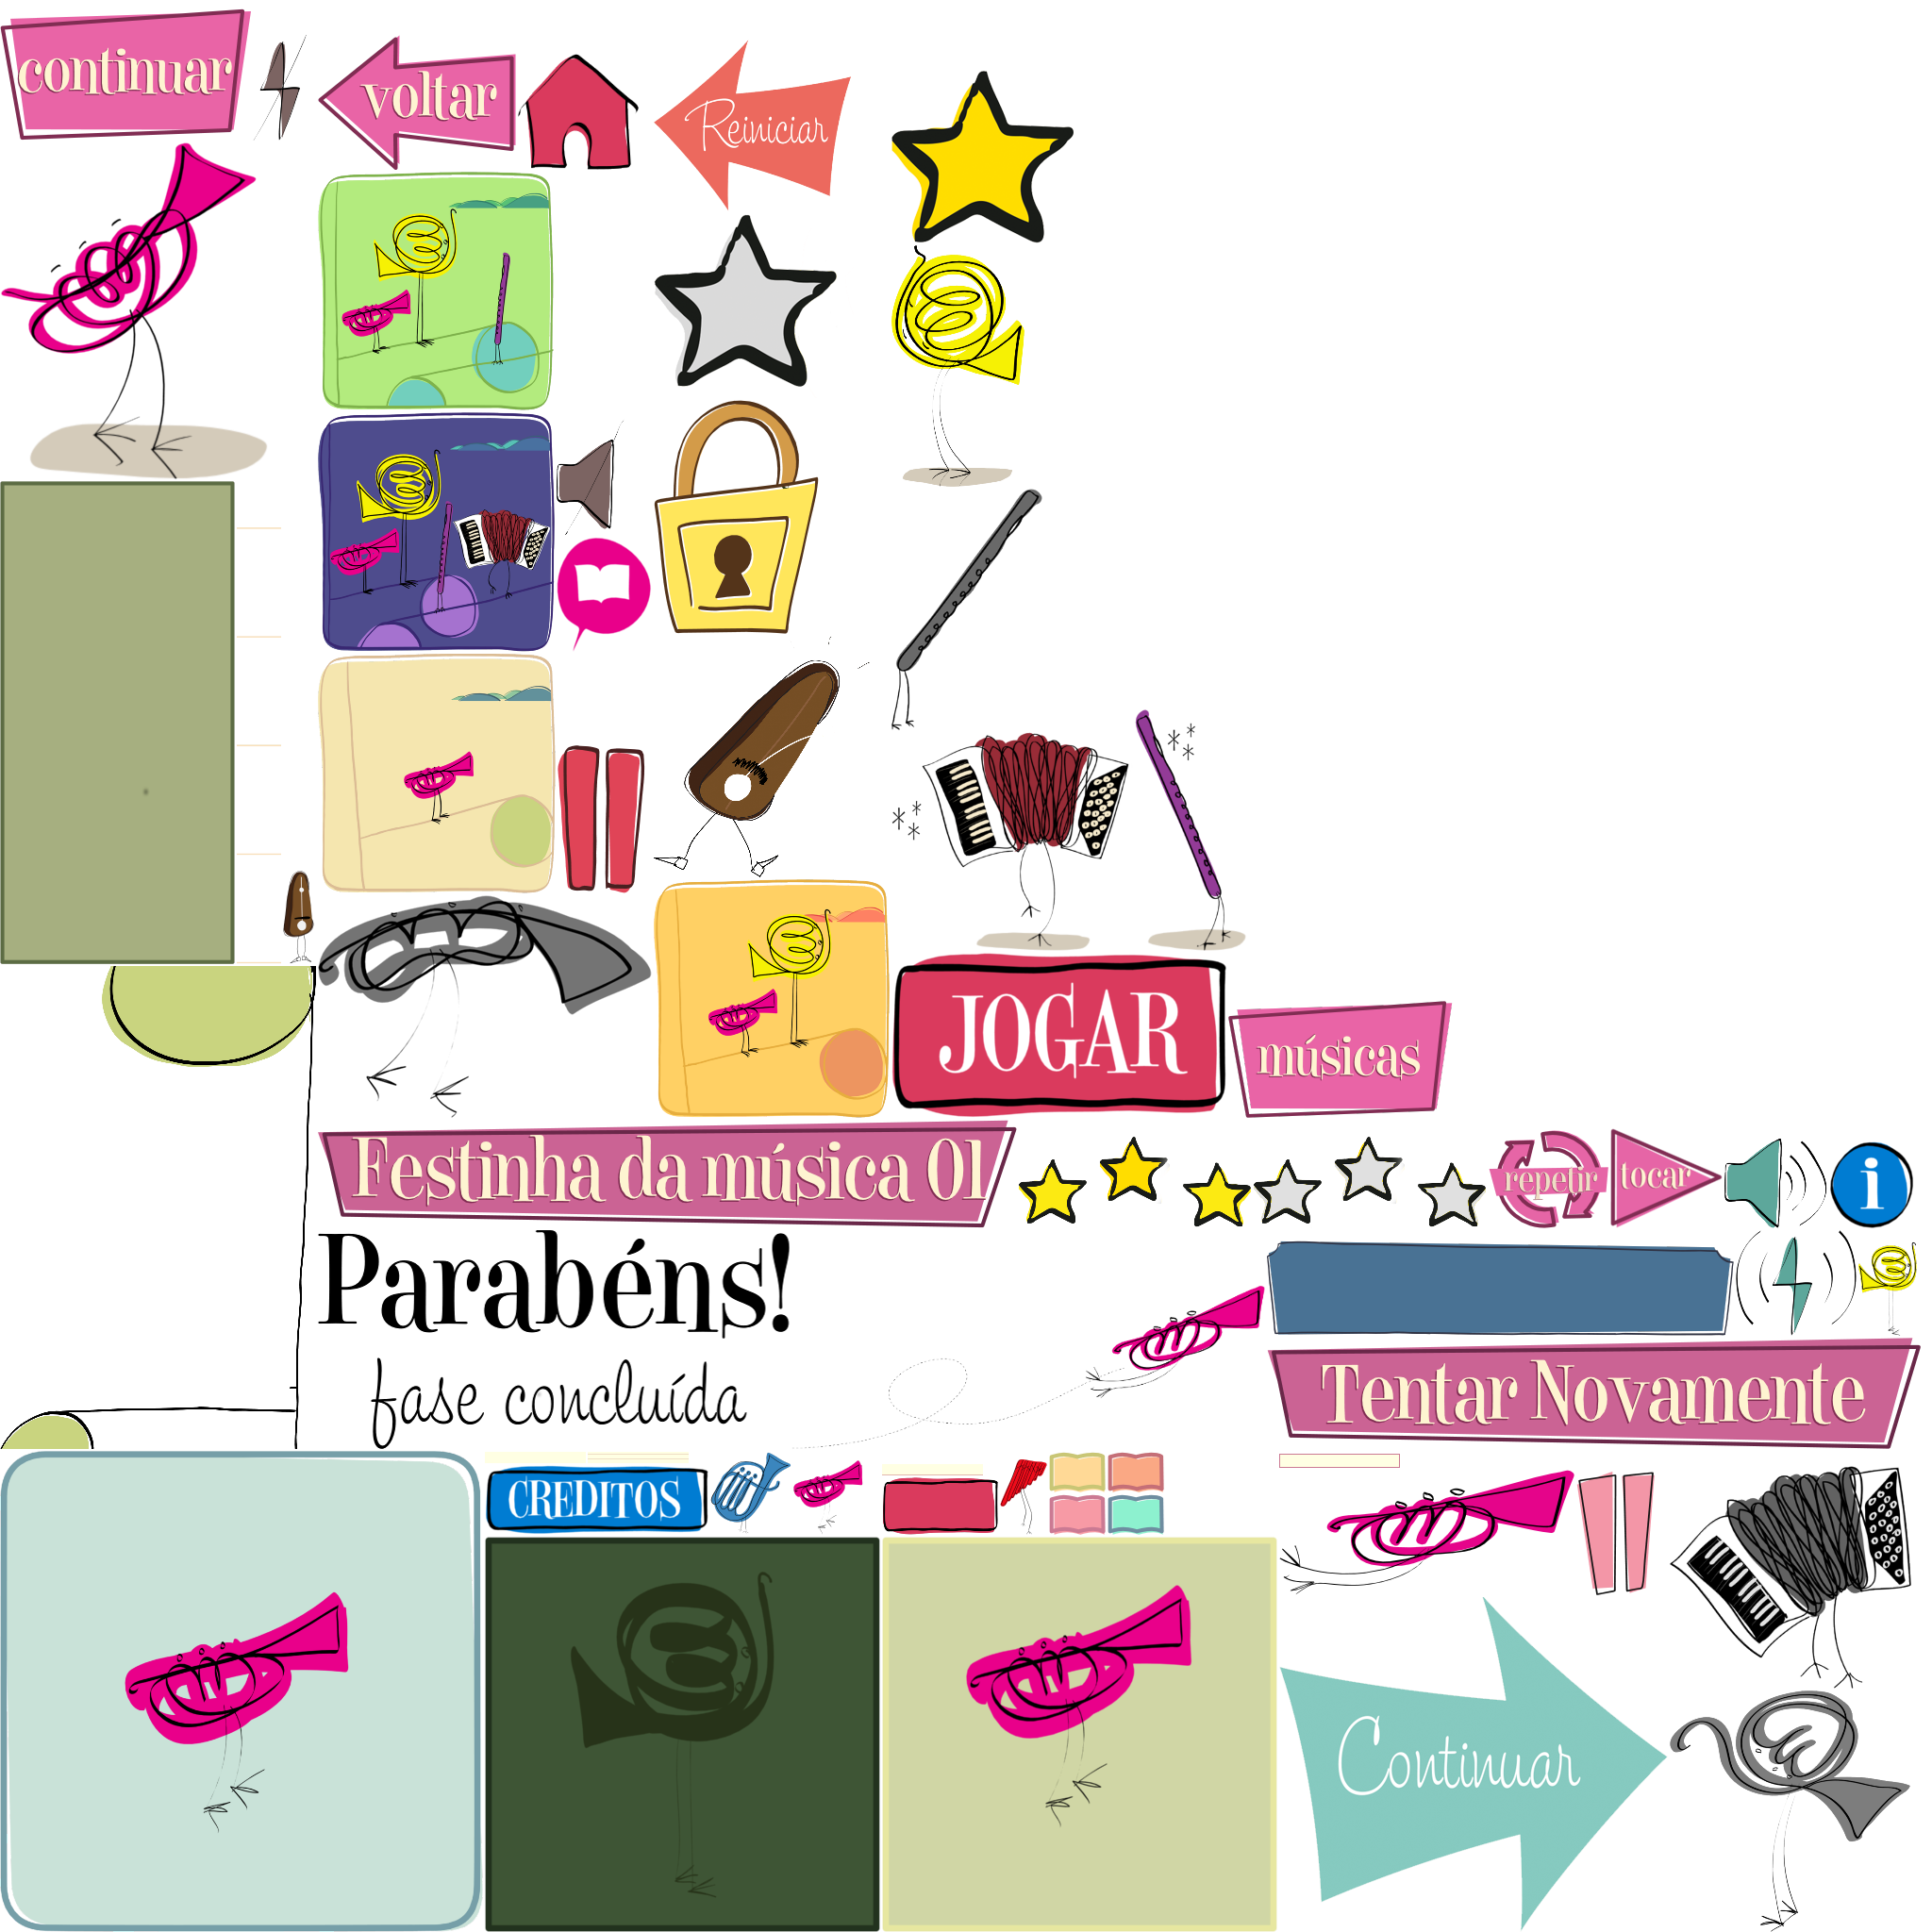 continuar
voltar
Reiniciar
JOGAR
músicas
Festinha da música 01
repetir
tocar
i
Parabéns!
fase concluída
Tentar Novamente
CREDITOS
Continuar